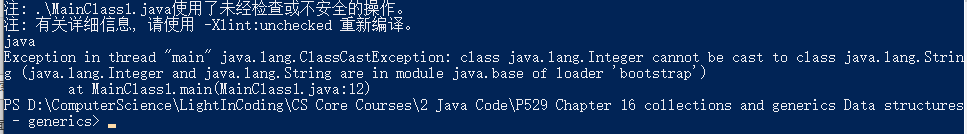 注: .\MainClass1.java使用了未经检查或不安全的操作。
注: 有关详细信息, 请使用 -Xlint:unchecked 重新编译。
java
Exception in thread "main" java.lang.ClassCastException: class java.lang.Integer cannot be cast to class java.lang.Strin
g (java.lang.Integer and java.lang.String are in module java.base of loader 'bootstrap')
        at MainClass1.main(MainClass1.java:12)
PS D:\ComputerScience\LightInCoding\CS Core Courses\2 Java Code\P529 Chapter 16 collections and generics Data structures
 - generics>